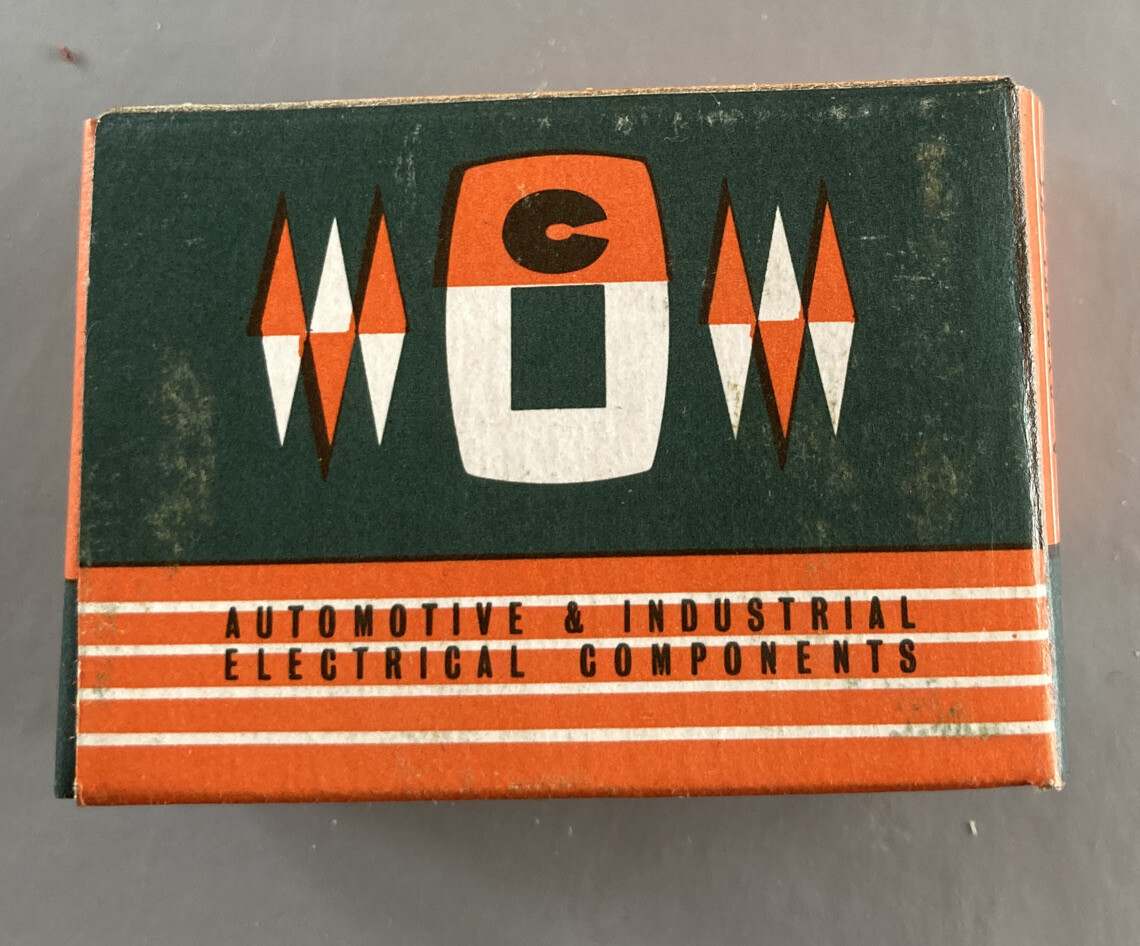 C
AUTOMOTIVE & INDUSTRIAL
ELECTRICAL COMPONENTS